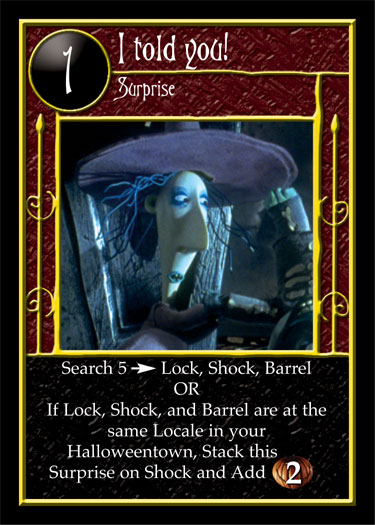 1
I told you!
Surprise
Search 5 → Lock, Shock, Barrel
OR
If Lock, Shock, and Barrel are at the
same Locale in your
Halloweentown, Stack this
Surprise on Shock and Add 2